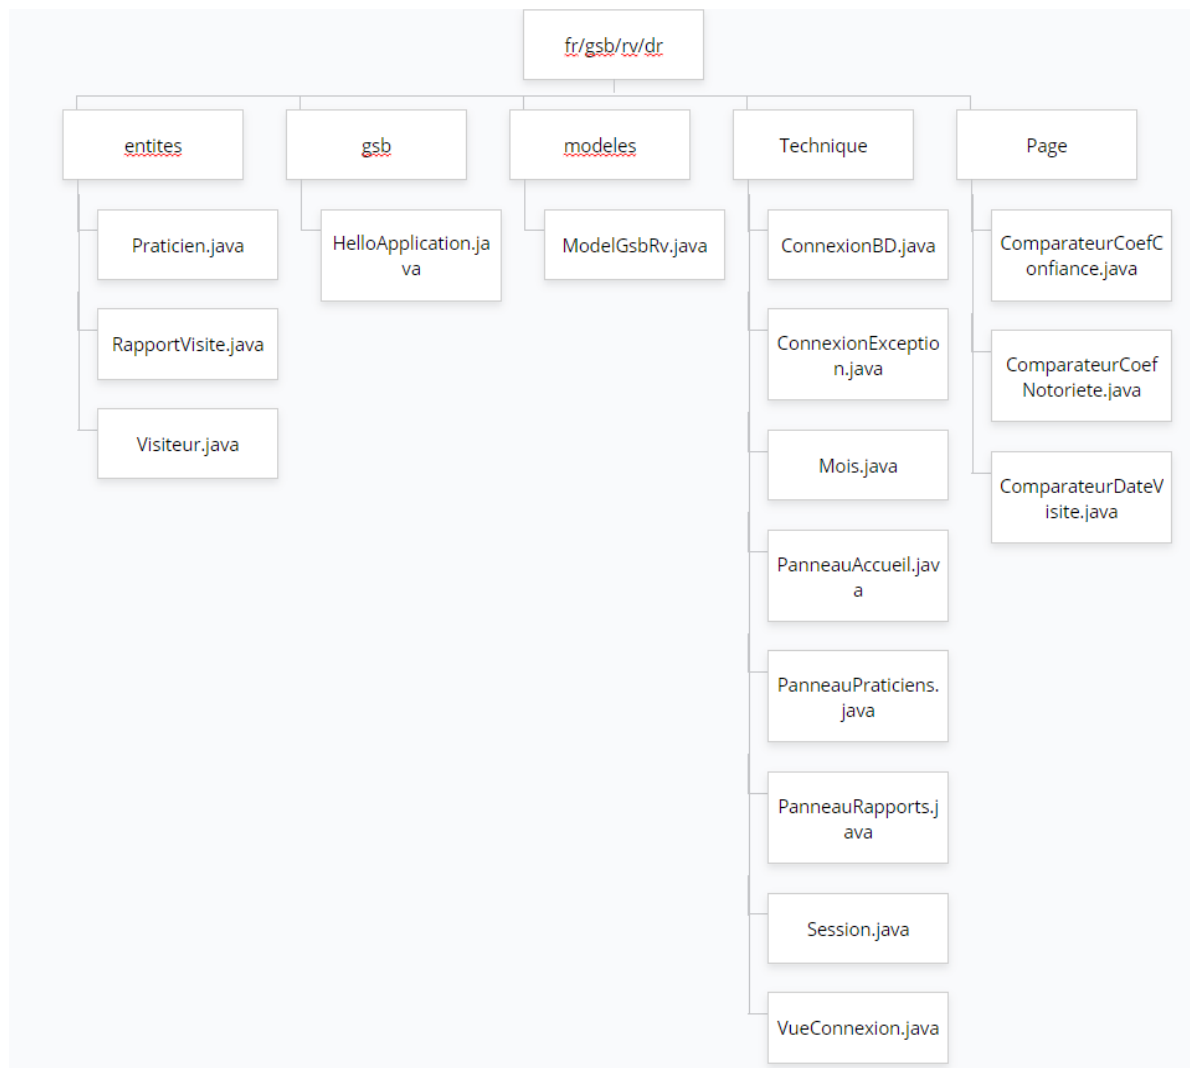 fr/gsb/rv/dr
entites
gsb
modeles
Technique
Page
Praticien.java
RapportVisite.java
Visiteur.java
HelloApplication.ja
va
ModelGsbRv.java
ConnexionBD.java
ConnexionExceptio
n.java
Mois.java
PanneauAccueil.jav
a
PanneauPraticiens.
java
PanneauRapports.j
ava
Session.java
VueConnexion.java
ComparateurCoefC
onfiance.java
ComparateurCoef
Notoriete.java
ComparateurDateV
isite.java